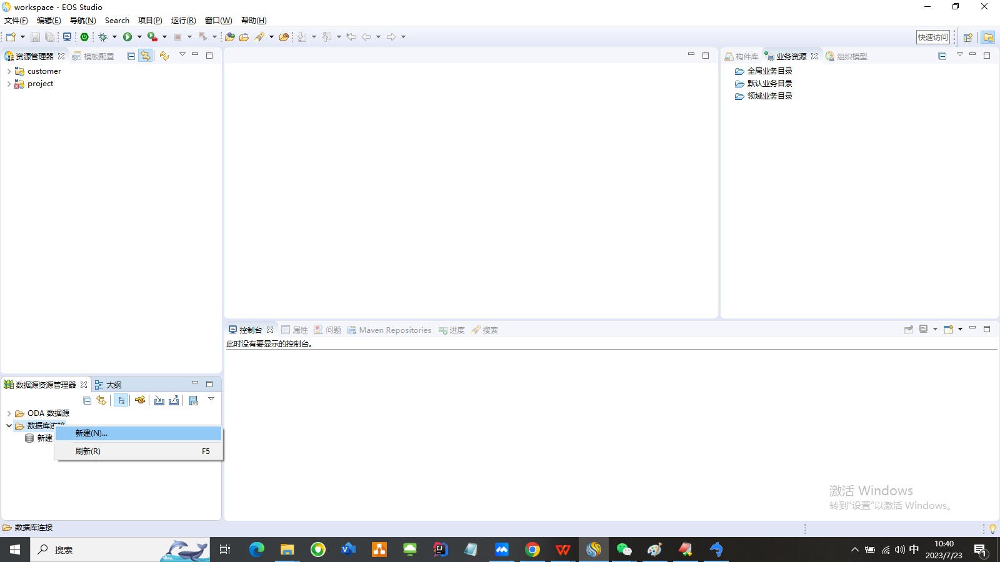 workspace - EOS Studio
文件(F) 编辑(E) 导航(N) Search 项目(P) 运行(R) 窗口(W) 帮助(H)
快速访问
资源管理器 模板配置
customer
project
构件库 业务资源 组织模型
全局业务目录
默认业务目录
领域业务目录
控制台 属性 问题 Maven Repositories 进度 搜索
此时没有要显示的控制台。
数据源资源管理器 大纲
ODA 数据源
数据库连接
新建
新建(N)...
刷新(R) F5
激活 Windows
转到"设置"以激活 Windows。
数据库连接
搜索
中
10:40
2023/7/23
1